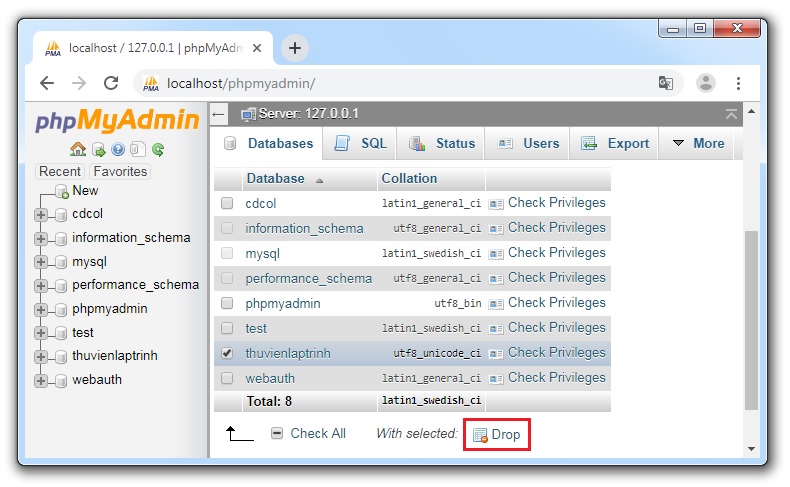 localhost / 127.0.0.1 | phpMyAdm
localhost/phpmyadmin/
phpMyAdmin
Recent Favorites
New
cdcol
information_schema
mysql
performance_schema
phpmyadmin
test
thuvienlaptrinh
webauth
Server: 127.0.0.1
Databases SQL Status Users Export More
Database Collation
cdcol latin1_general_ci Check Privileges
information_schema utf8_general_ci Check Privileges
mysql latin1_swedish_ci Check Privileges
performance_schema utf8_general_ci Check Privileges
phpmyadmin utf8_bin Check Privileges
test latin1_swedish_ci Check Privileges
thuvienlaptrinh utf8_unicode_ci Check Privileges
webauth latin1_general_ci Check Privileges
Total: 8 latin1_swedish_ci
Check All With selected: Drop